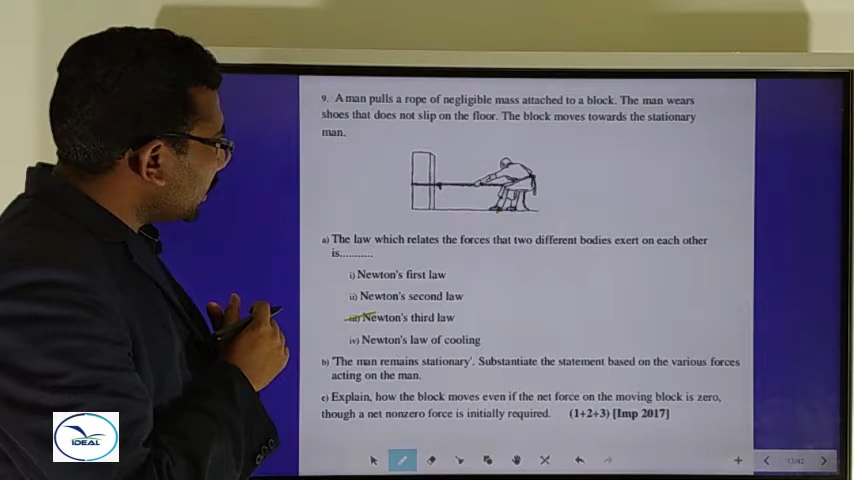 9. A man pulls a rope of negligible mass attached to a block. The man wears
shoes that does not slip on the floor. The block moves towards the stationary
man.
a) The law which relates the forces that two different bodies exert on each other
is...........
i) Newton's first law
ii) Newton's second law
iii) Newton's third law
iv) Newton's law of cooling
b) 'The man remains stationary'. Substantiate the statement based on the various forces
acting on the man.
c) Explain, how the block moves even if the net force on the moving block is zero,
though a net nonzero force is initially required. (1+2+3) [Imp 2017]
IDEAL